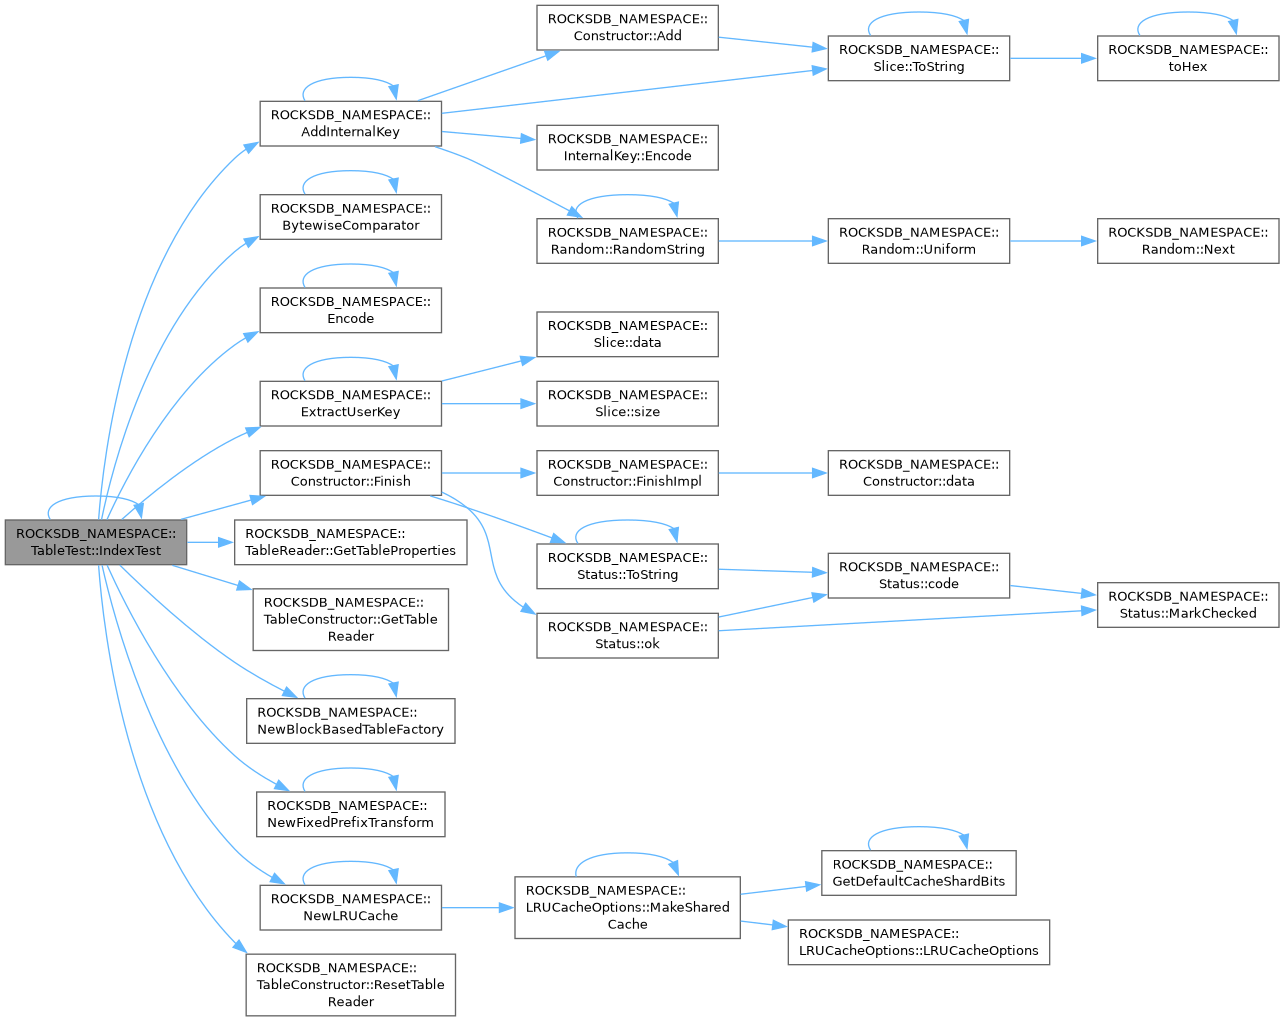 ROCKSDB_NAMESPACE::
TableTest::IndexTest
ROCKSDB_NAMESPACE::
AddInternalKey
ROCKSDB_NAMESPACE::
Constructor::Add
ROCKSDB_NAMESPACE::
Slice::ToString
ROCKSDB_NAMESPACE::
toHex
ROCKSDB_NAMESPACE::
InternalKey::Encode
ROCKSDB_NAMESPACE::
Random::RandomString
ROCKSDB_NAMESPACE::
Random::Uniform
ROCKSDB_NAMESPACE::
Random::Next
ROCKSDB_NAMESPACE::
BytewiseComparator
ROCKSDB_NAMESPACE::
Encode
ROCKSDB_NAMESPACE::
ExtractUserKey
ROCKSDB_NAMESPACE::
Slice::data
ROCKSDB_NAMESPACE::
Slice::size
ROCKSDB_NAMESPACE::
Constructor::Finish
ROCKSDB_NAMESPACE::
Constructor::FinishImpl
ROCKSDB_NAMESPACE::
Constructor::data
ROCKSDB_NAMESPACE::
Status::ToString
ROCKSDB_NAMESPACE::
Status::code
ROCKSDB_NAMESPACE::
Status::MarkChecked
ROCKSDB_NAMESPACE::
Status::ok
ROCKSDB_NAMESPACE::
TableReader::GetTableProperties
ROCKSDB_NAMESPACE::
TableConstructor::GetTable
Reader
ROCKSDB_NAMESPACE::
NewBlockBasedTableFactory
ROCKSDB_NAMESPACE::
NewFixedPrefixTransform
ROCKSDB_NAMESPACE::
NewLRUCache
ROCKSDB_NAMESPACE::
LRUCacheOptions::MakeShared
Cache
ROCKSDB_NAMESPACE::
GetDefaultCacheShardBits
ROCKSDB_NAMESPACE::
LRUCacheOptions::LRUCacheOptions
ROCKSDB_NAMESPACE::
TableConstructor::ResetTable
Reader